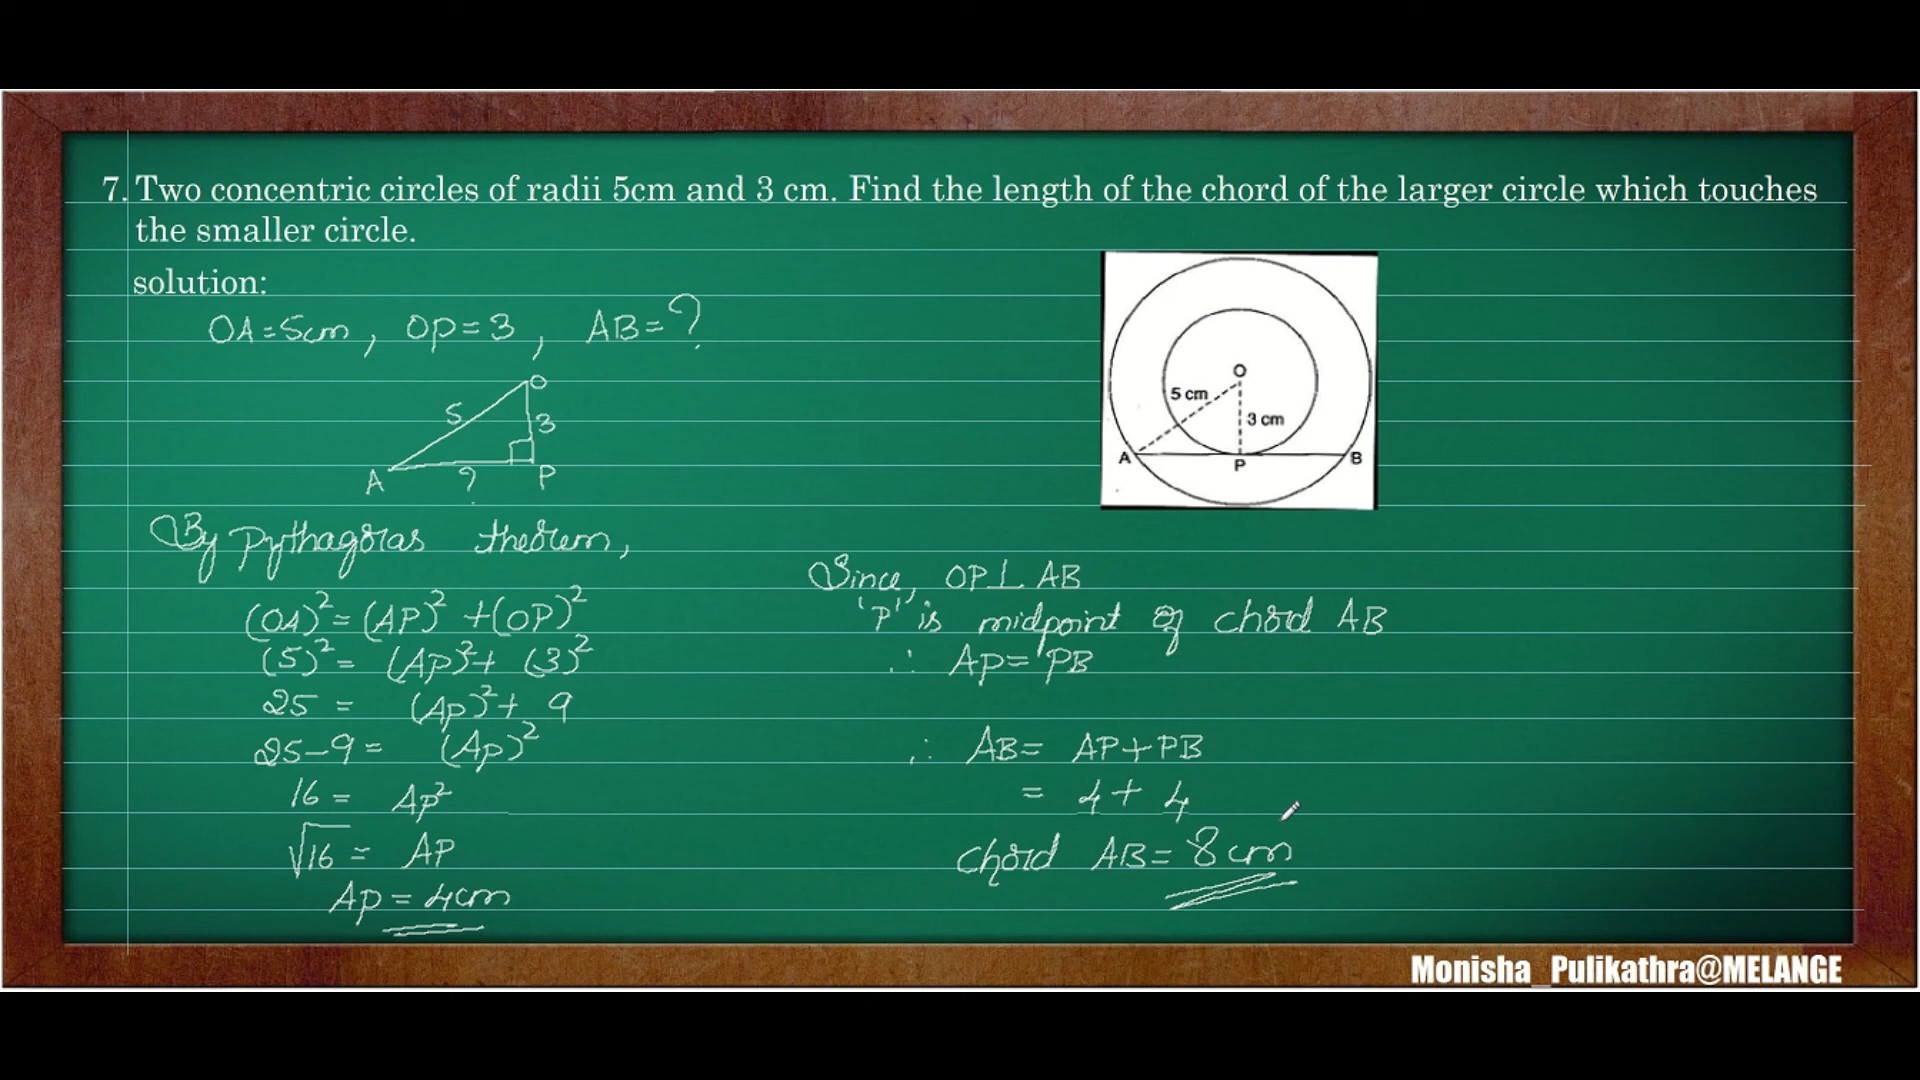 7. Two concentric circles of radii 5cm and 3 cm. Find the length of the chord of the larger circle which touches
the smaller circle.
solution:
OA = 5cm , OP = 3 , AB = ?
O
5
3
A
?
P
O
5 cm
3 cm
A
P
B
By Pythagoras theorem,
(OA)² = (AP)² + (OP)²
(5)² = (AP)² + (3)²
25 = (AP)² + 9
25 - 9 = (AP)²
16 = AP²
√16 = AP
AP = 4cm
Since, OP ⊥ AB
'P' is midpoint of chord AB
∴ AP = PB
∴ AB = AP + PB
= 4 + 4
chord AB = 8cm
Monisha_Pulikathra@MELANGE